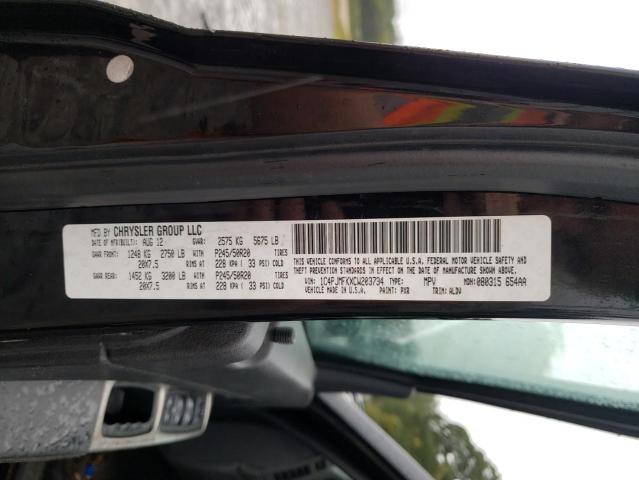 MFD.BY CHRYSLER GROUP LLC
DATE OF MFR(BUILT): AUG 12 GVWR: 2575 KG 5675 LB
GAWR FRONT: 1248 KG 2750 LB WITH P245/50R20 TIRES
20X7.5 RIMS AT 228 KPA ( 33 PSI) COLD
GAWR REAR: 1452 KG 3200 LB WITH P245/50R20 TIRES
20X7.5 RIMS AT 228 KPA ( 33 PSI) COLD
THIS VEHICLE CONFORMS TO ALL APPLICABLE U.S.A. FEDERAL MOTOR VEHICLE SAFETY, BUMPER AND
THEFT PREVENTION STANDARDS IN EFFECT ON THE DATE OF MANUFACTURE SHOWN ABOVE.
VIN: 1C4PJMFKXCW203734 TYPE: MPV MDH: 080315 654AA
VEHICLE MADE IN U.S.A. PAINT: PXR TRIM: ALDV